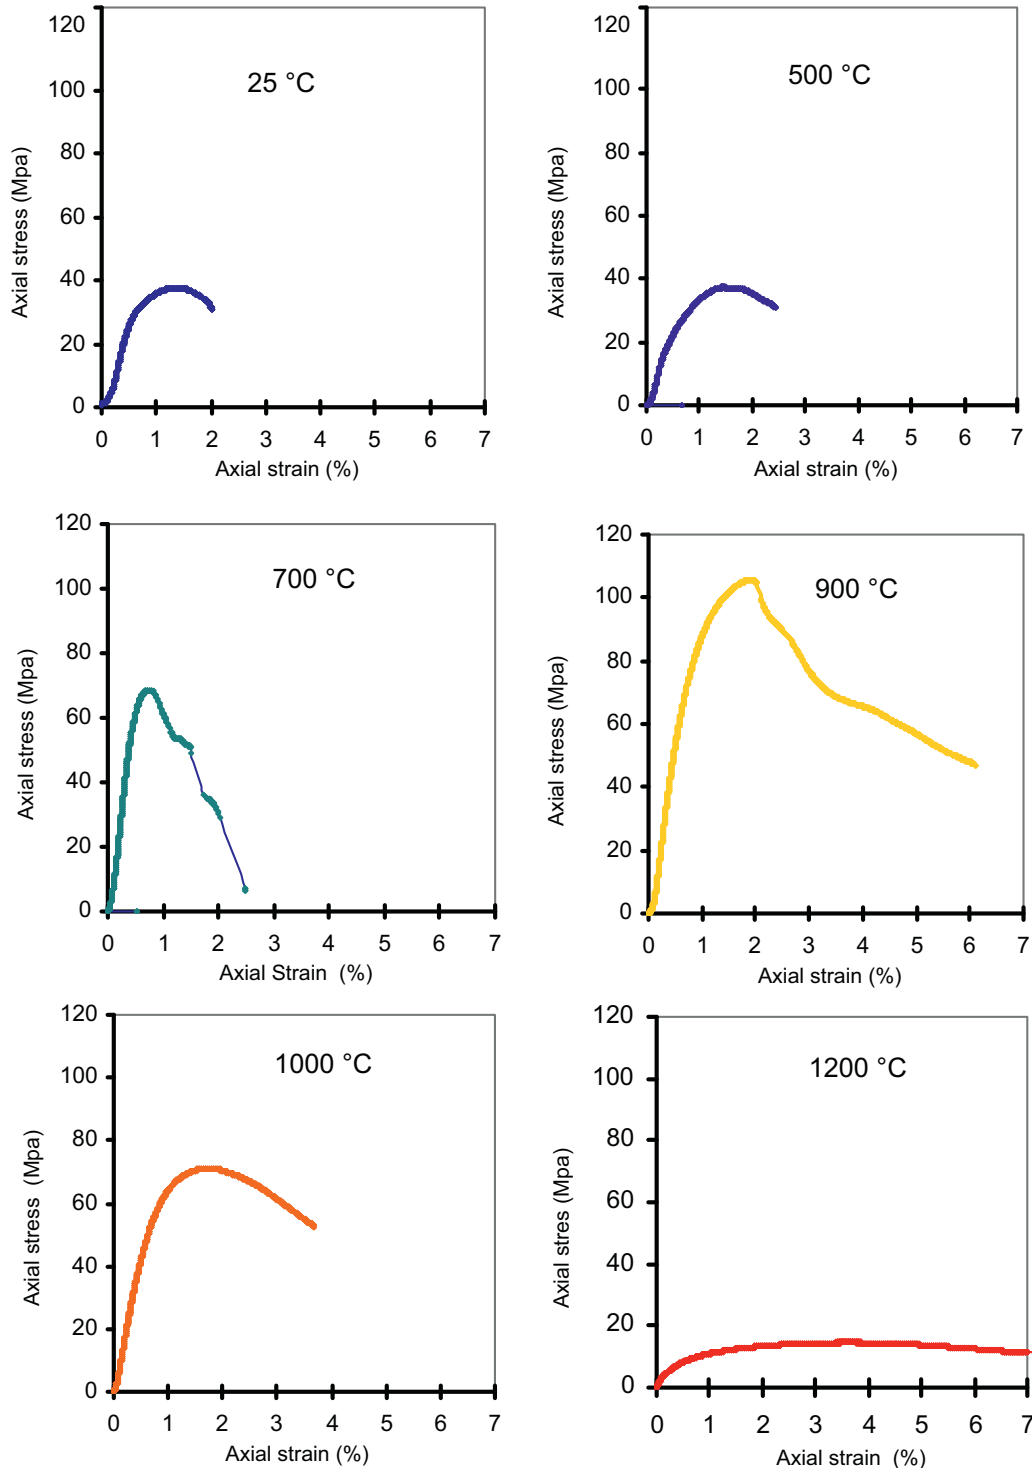 120
100
80
60
40
20
0
Axial stress (Mpa)
25 °C
0 1 2 3 4 5 6 7
Axial strain (%)
120
100
80
60
40
20
0
Axial stress (Mpa)
500 °C
0 1 2 3 4 5 6 7
Axial strain (%)
120
100
80
60
40
20
0
Axial stress (Mpa)
700 °C
0 1 2 3 4 5 6 7
Axial Strain (%)
120
100
80
60
40
20
0
Axial stress (Mpa)
900 °C
0 1 2 3 4 5 6 7
Axial strain (%)
120
100
80
60
40
20
0
Axial stress (Mpa)
1000 °C
0 1 2 3 4 5 6 7
Axial strain (%)
120
100
80
60
40
20
0
Axial stres (Mpa)
1200 °C
0 1 2 3 4 5 6 7
Axial strain (%)